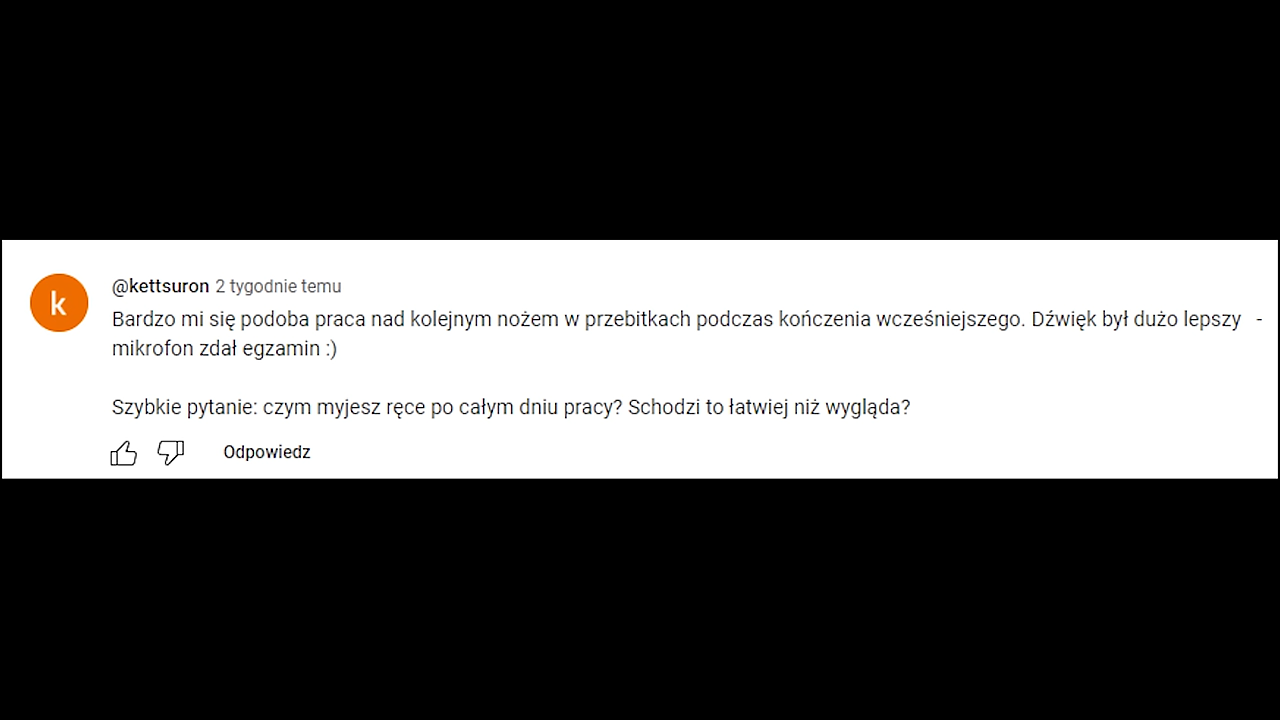 k
@kettsuron 2 tygodnie temu
Bardzo mi się podoba praca nad kolejnym nożem w przebitkach podczas kończenia wcześniejszego. Dźwięk był dużo lepszy -
mikrofon zdał egzamin :)
Szybkie pytanie: czym myjesz ręce po całym dniu pracy? Schodzi to łatwiej niż wygląda?
Odpowiedz